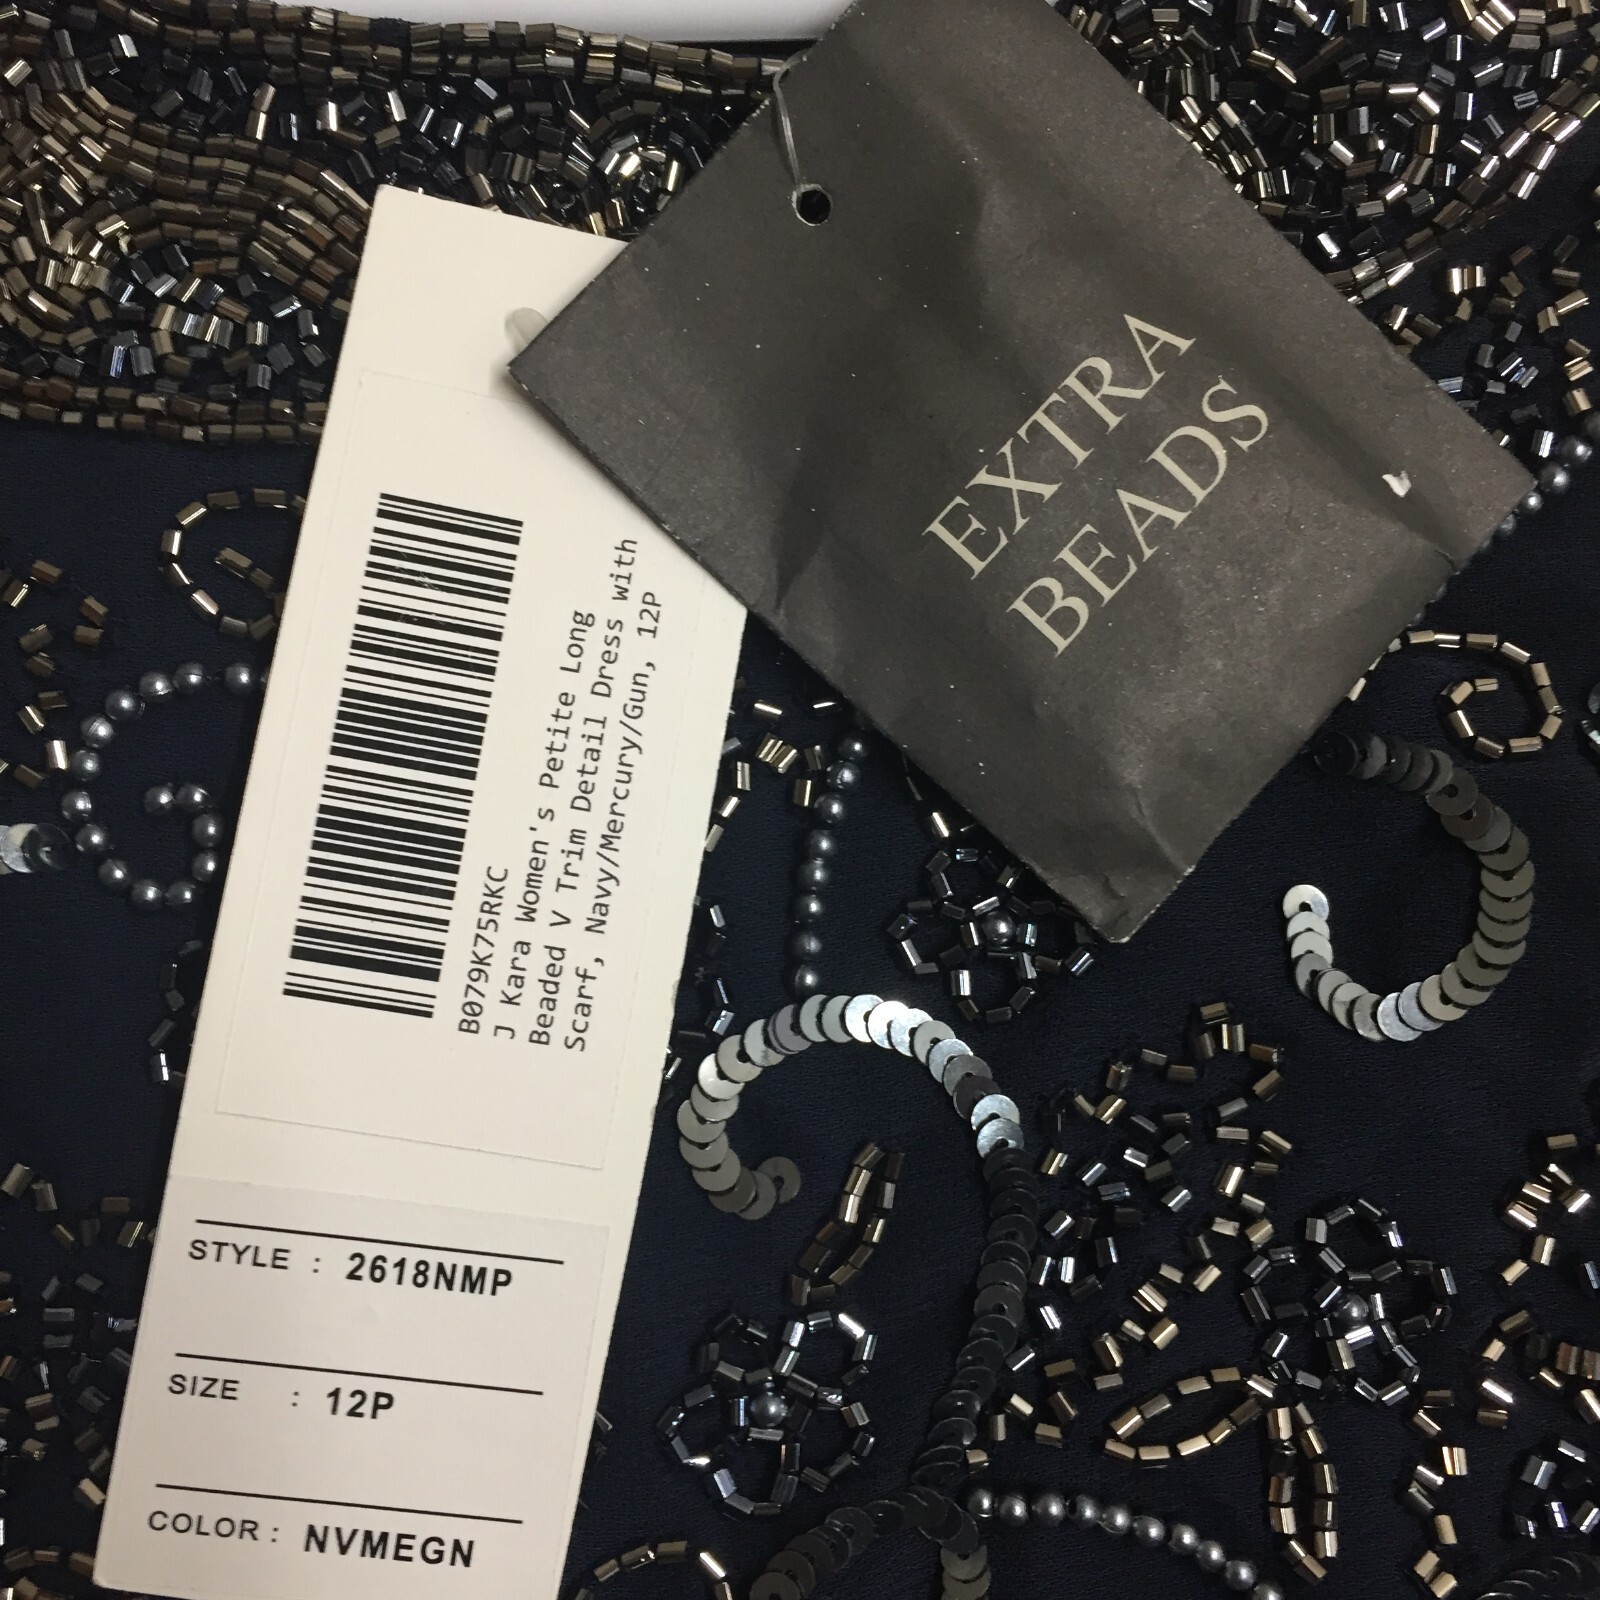 EXTRA
BEADS
B079K75RKC
J Kara Women's Petite Long
Beaded V Trim Detail Dress with
Scarf, Navy/Mercury/Gun, 12P
STYLE : 2618NMP
SIZE : 12P
COLOR : NVMEGN